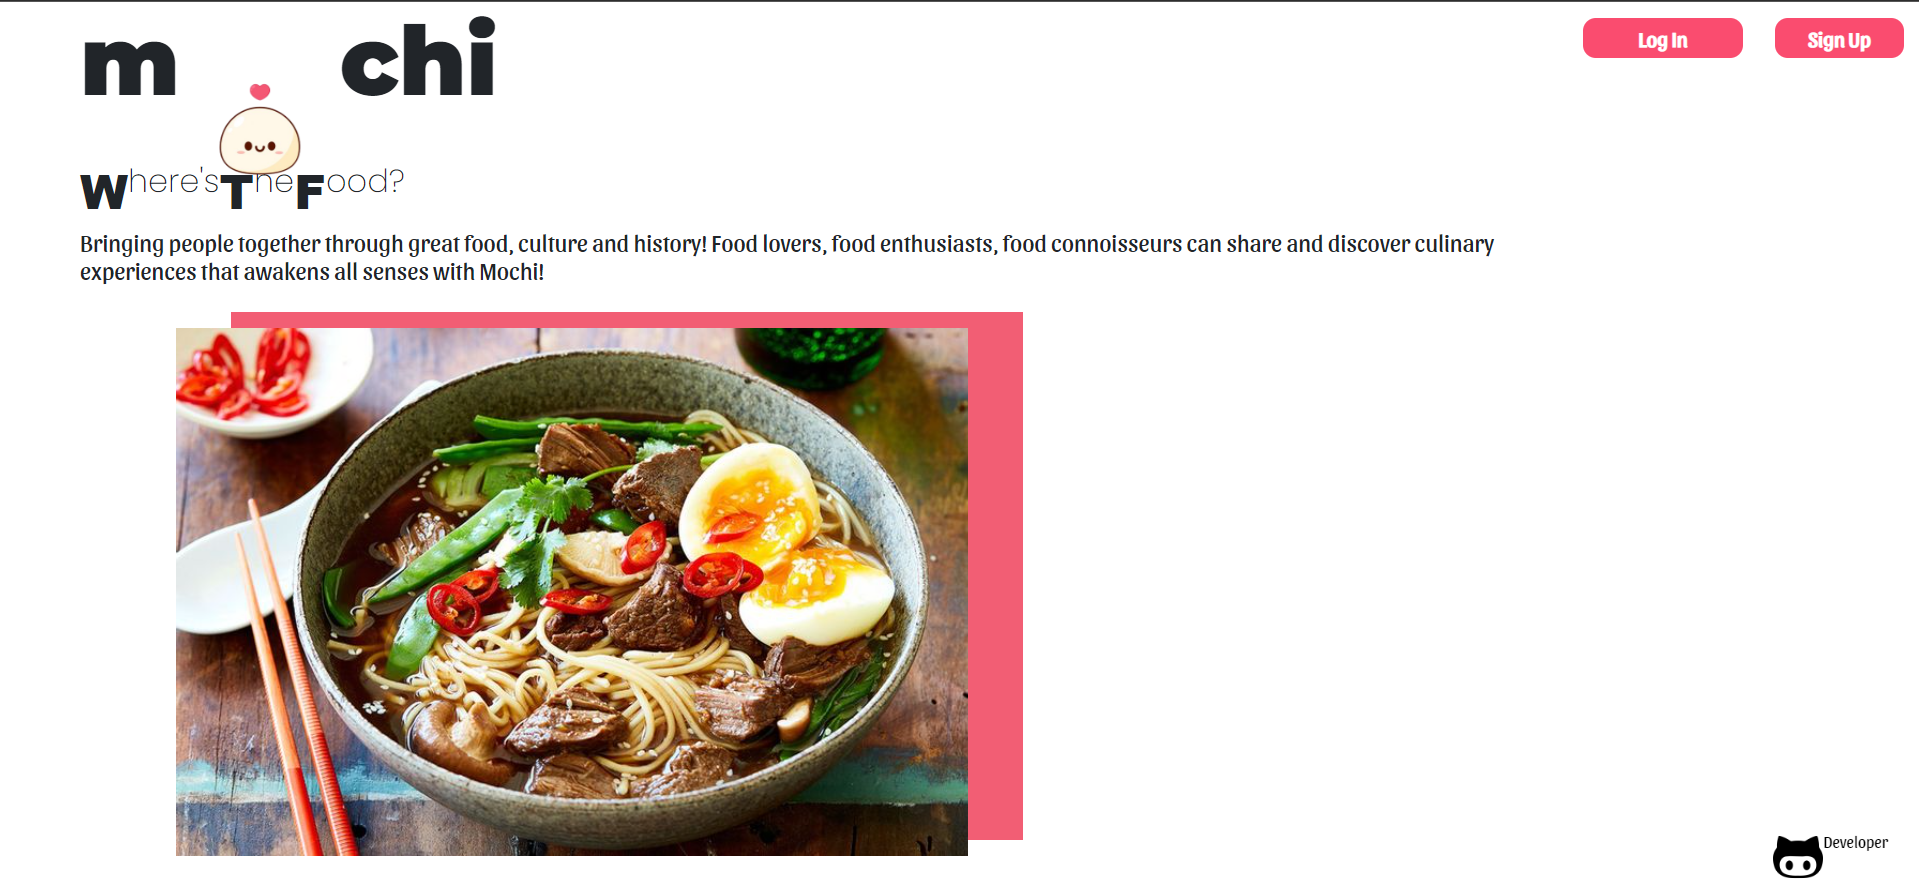 m chi
Log In
Sign Up
Where's The Food?
Bringing people together through great food, culture and history! Food lovers, food enthusiasts, food connoisseurs can share and discover culinary
experiences that awakens all senses with Mochi!
Developer